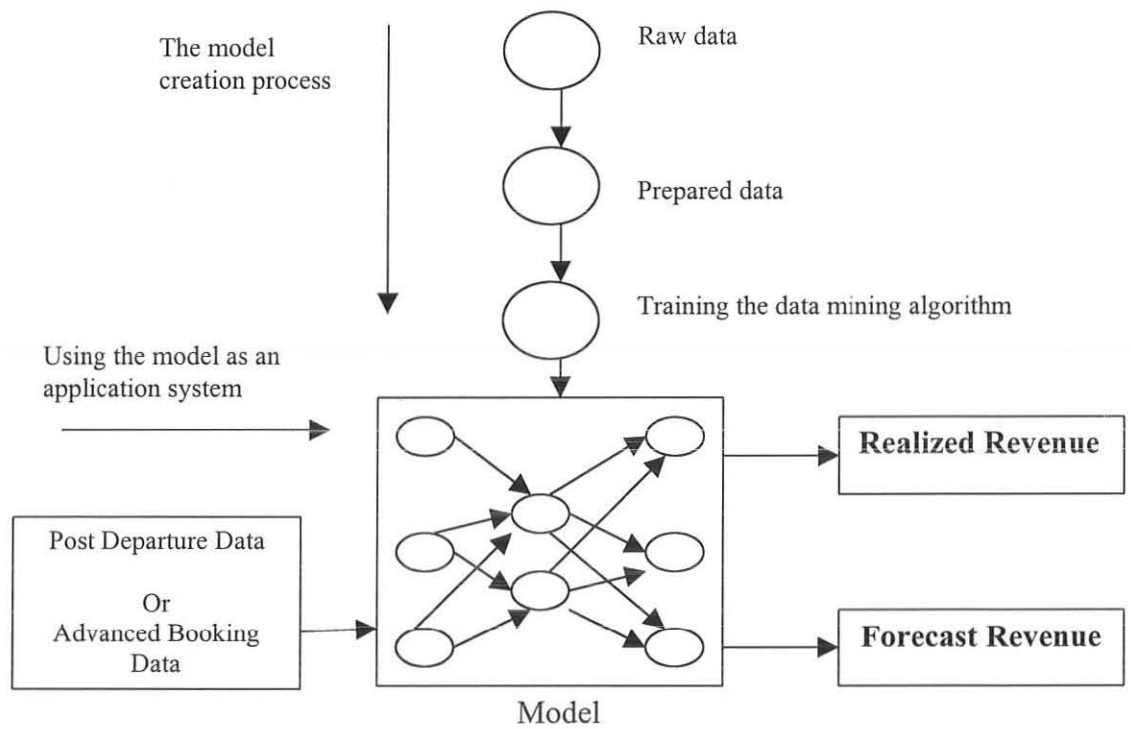 The model
creation process
Raw data
Prepared data
Training the data mining algorithm
Using the model as an
application system
Realized Revenue
Post Departure Data
Or
Advanced Booking
Data
Forecast Revenue
Model